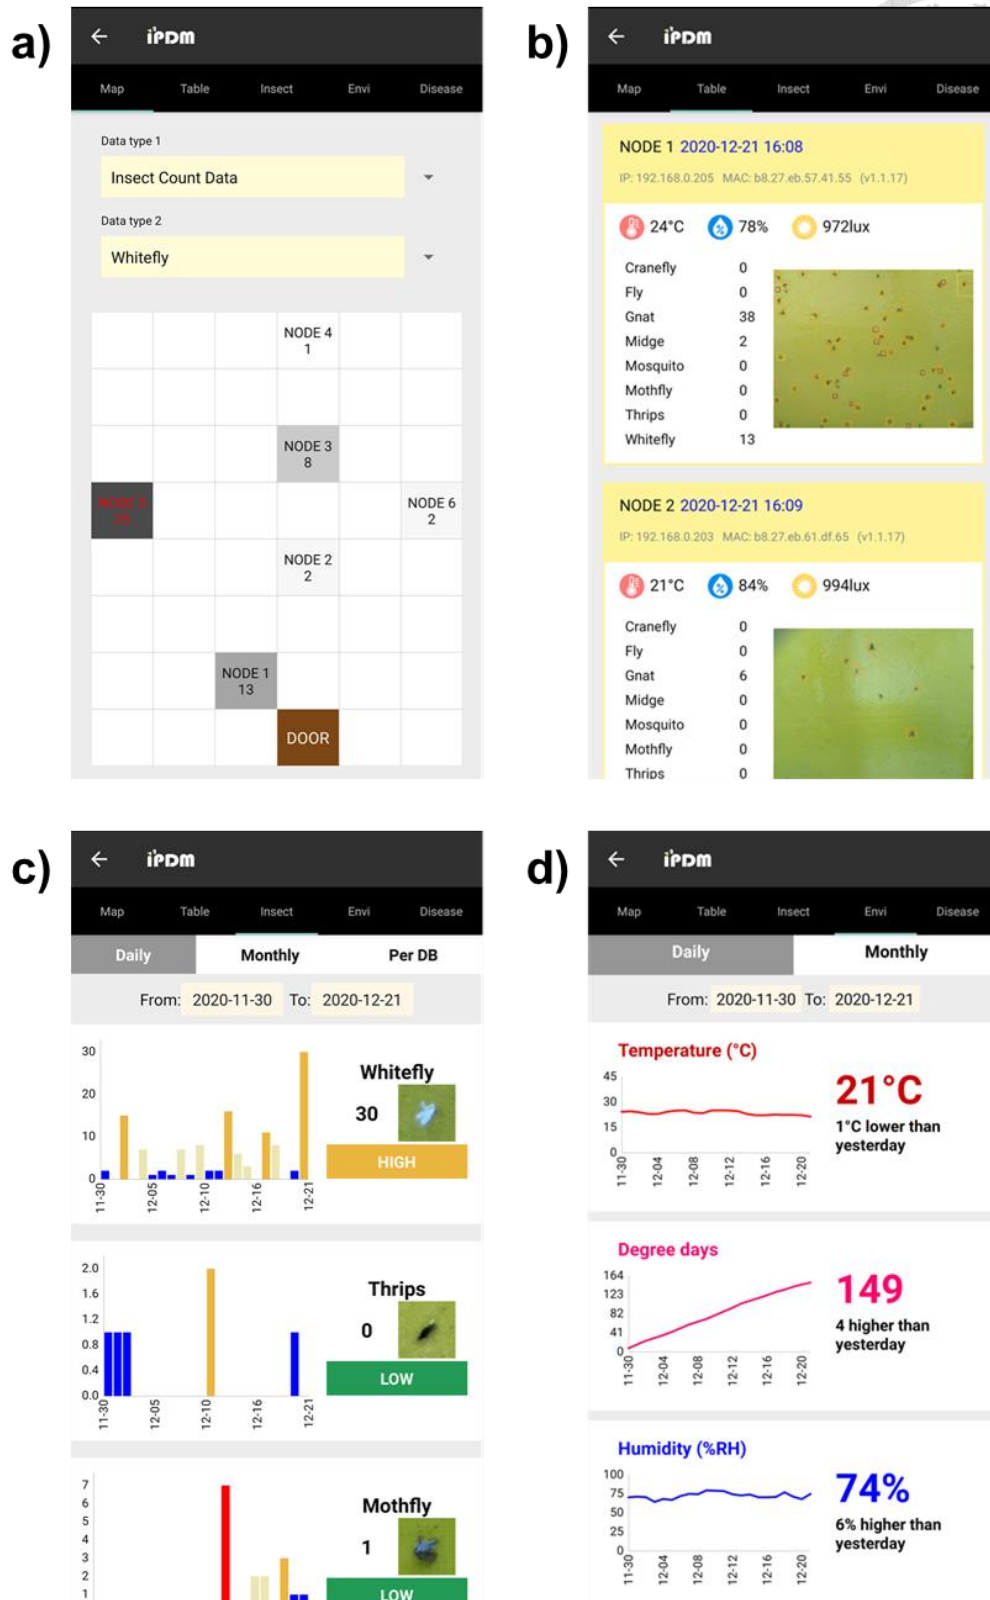 a)
iPDM
Map Table Insect Envi Disease
Data type 1
Insect Count Data
Data type 2
Whitefly
NODE 4
1
NODE 3
8
NODE 6
2
NODE 2
2
NODE 1
13
DOOR
b)
iPDM
Map Table Insect Envi Disease
NODE 1 2020-12-21 16:08
IP: 192.168.0.205 MAC: b8.27.eb.57.41.55 (v1.1.17)
24°C 78% 972lux
Cranefly 0
Fly 0
Gnat 38
Midge 2
Mosquito 0
Mothfly 0
Thrips 0
Whitefly 13
NODE 2 2020-12-21 16:09
IP: 192.168.0.203 MAC: b8.27.eb.61.df.65 (v1.1.17)
21°C 84% 994lux
Cranefly 0
Fly 0
Gnat 6
Midge 0
Mosquito 0
Mothfly 0
Thrips 0
c)
iPDM
Map Table Insect Envi Disease
Daily Monthly Per DB
From: 2020-11-30 To: 2020-12-21
30
20
10
0
11-30 12-05 12-10 12-16 12-21
Whitefly
30
HIGH
2.0
1.6
1.2
0.8
0.4
0.0
11-30 12-05 12-10 12-16 12-21
Thrips
0
LOW
7
6
5
4
3
2
1
Mothfly
1
LOW
d)
iPDM
Map Table Insect Envi Disease
Daily Monthly
From: 2020-11-30 To: 2020-12-21
Temperature (°C)
45
30
15
0
11-30 12-04 12-08 12-12 12-16 12-20
21°C
1°C lower than
yesterday
Degree days
164
123
82
41
0
11-30 12-04 12-08 12-12 12-16 12-20
149
4 higher than
yesterday
Humidity (%RH)
100
75
50
25
0
11-30 12-04 12-08 12-12 12-16 12-20
74%
6% higher than
yesterday